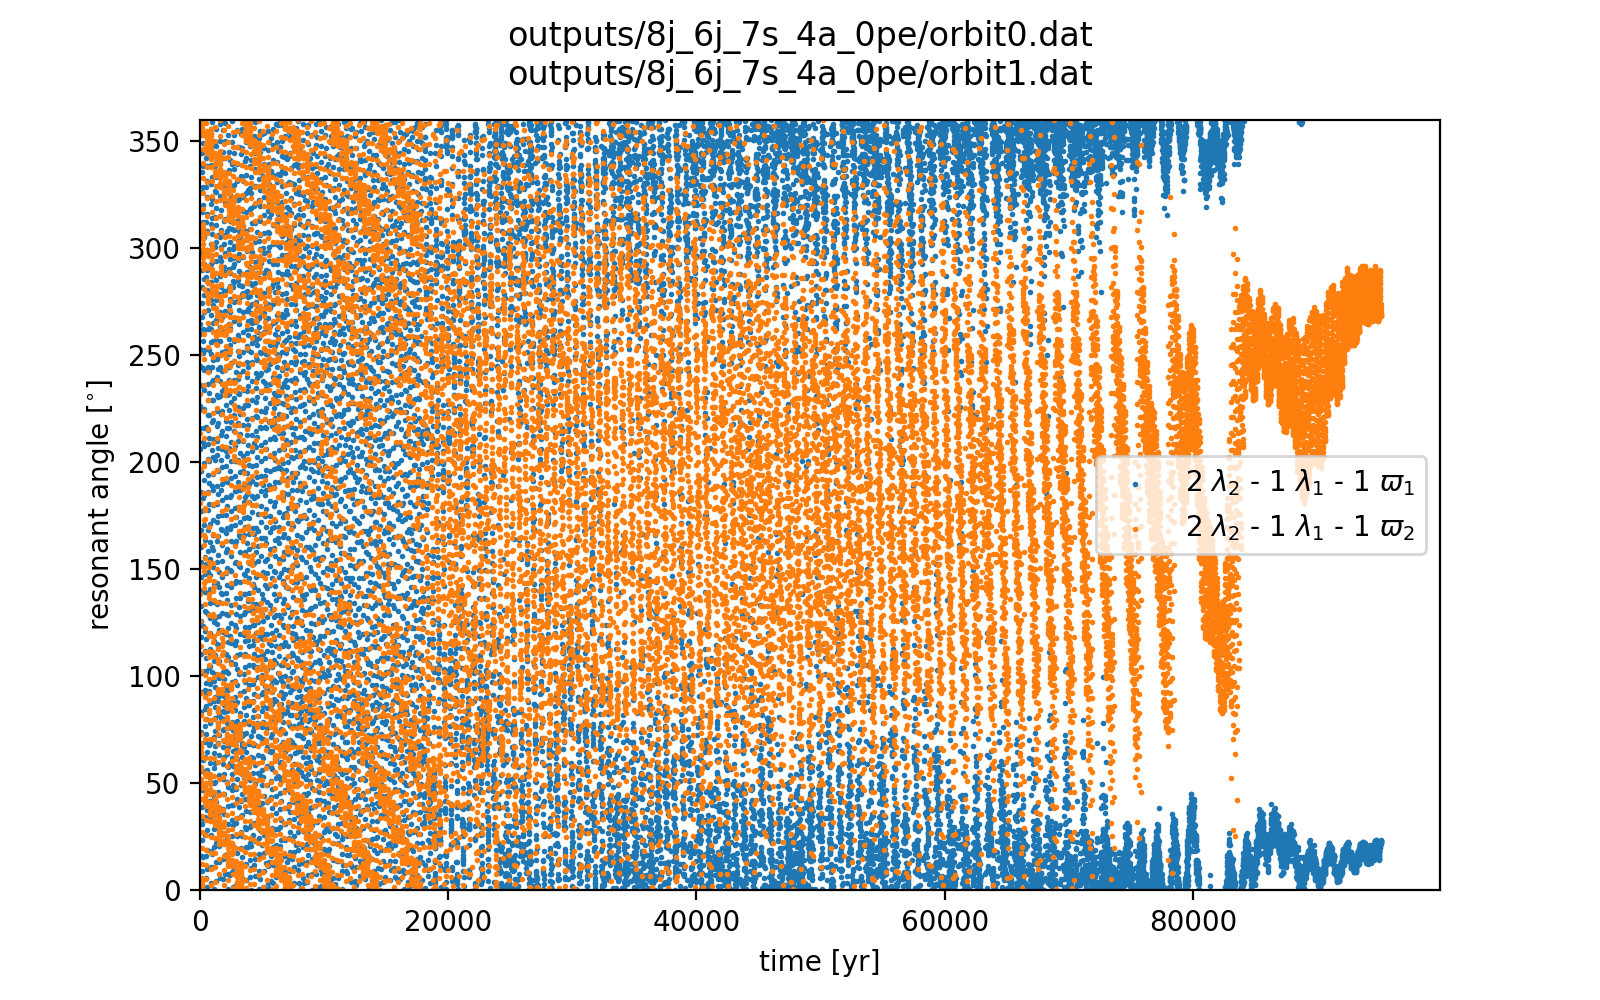 outputs/8j_6j_7s_4a_0pe/orbit0.dat
outputs/8j_6j_7s_4a_0pe/orbit1.dat
350
300
250
200
150
100
50
0
resonant angle [°]
2 λ₂ - 1 λ₁ - 1 ϖ₁
2 λ₂ - 1 λ₁ - 1 ϖ₂
0 20000 40000 60000 80000
time [yr]